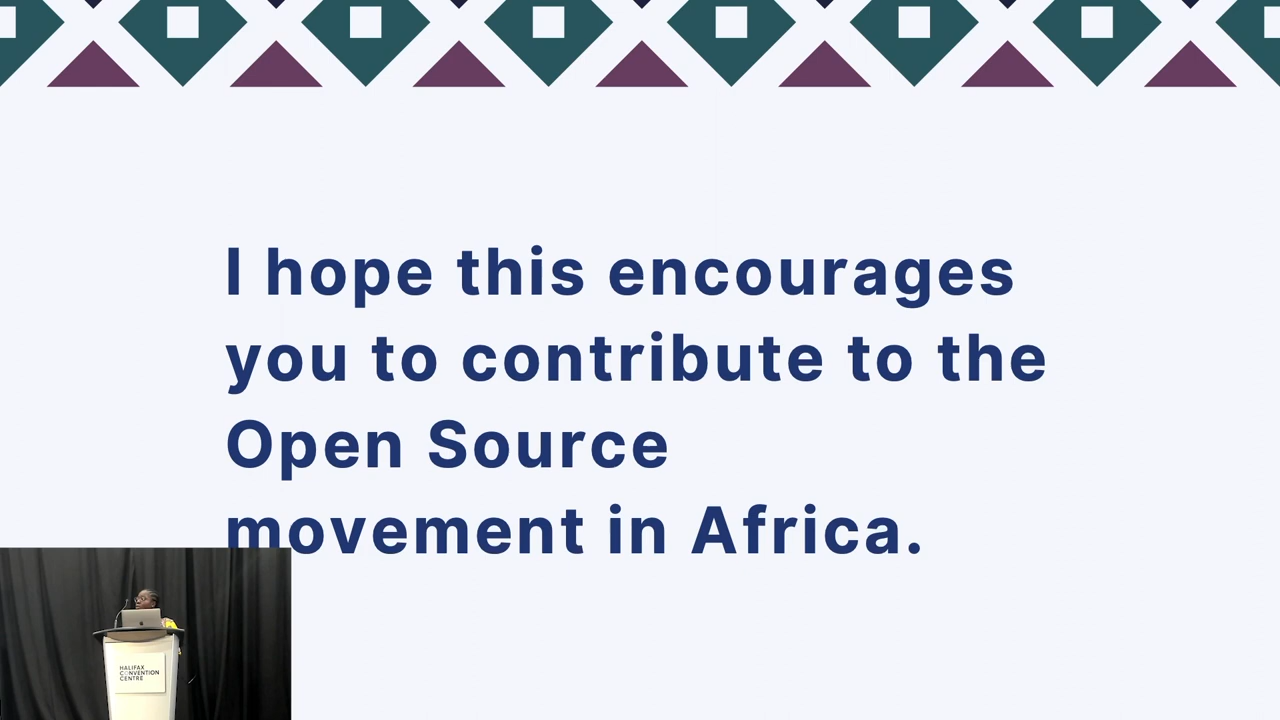 I hope this encourages
you to contribute to the
Open Source
movement in Africa.
HALIFAX
CONVENTION
CENTRE